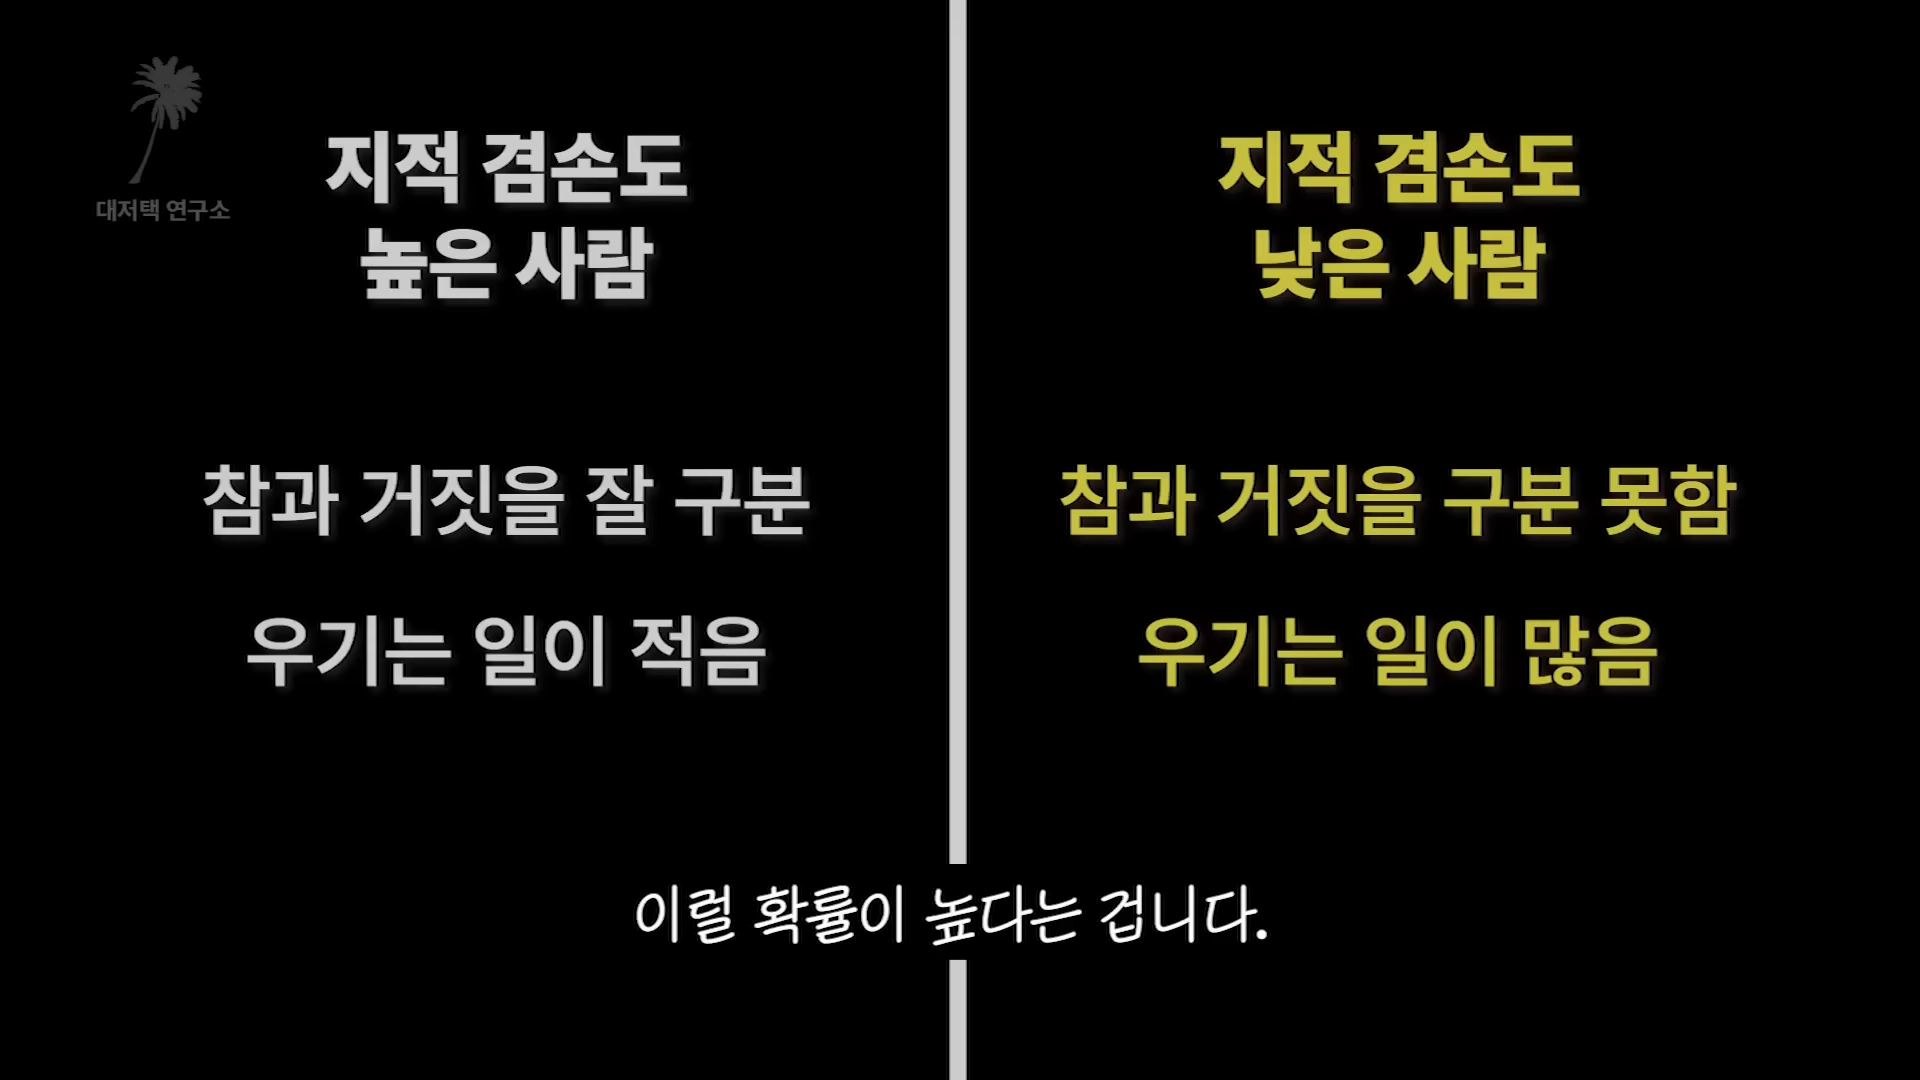 대저택 연구소
지적 겸손도
높은 사람
참과 거짓을 잘 구분
우기는 일이 적음
지적 겸손도
낮은 사람
참과 거짓을 구분 못함
우기는 일이 많음
이럴 확률이 높다는 겁니다.